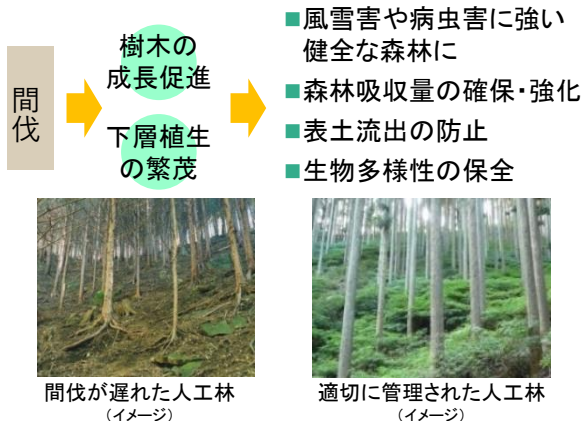 間伐
樹木の
成長促進
下層植生
の繁茂
■風雪害や病虫害に強い
健全な森林に
■森林吸収量の確保・強化
■表土流出の防止
■生物多様性の保全
間伐が遅れた人工林
（イメージ）
適切に管理された人工林
（イメージ）